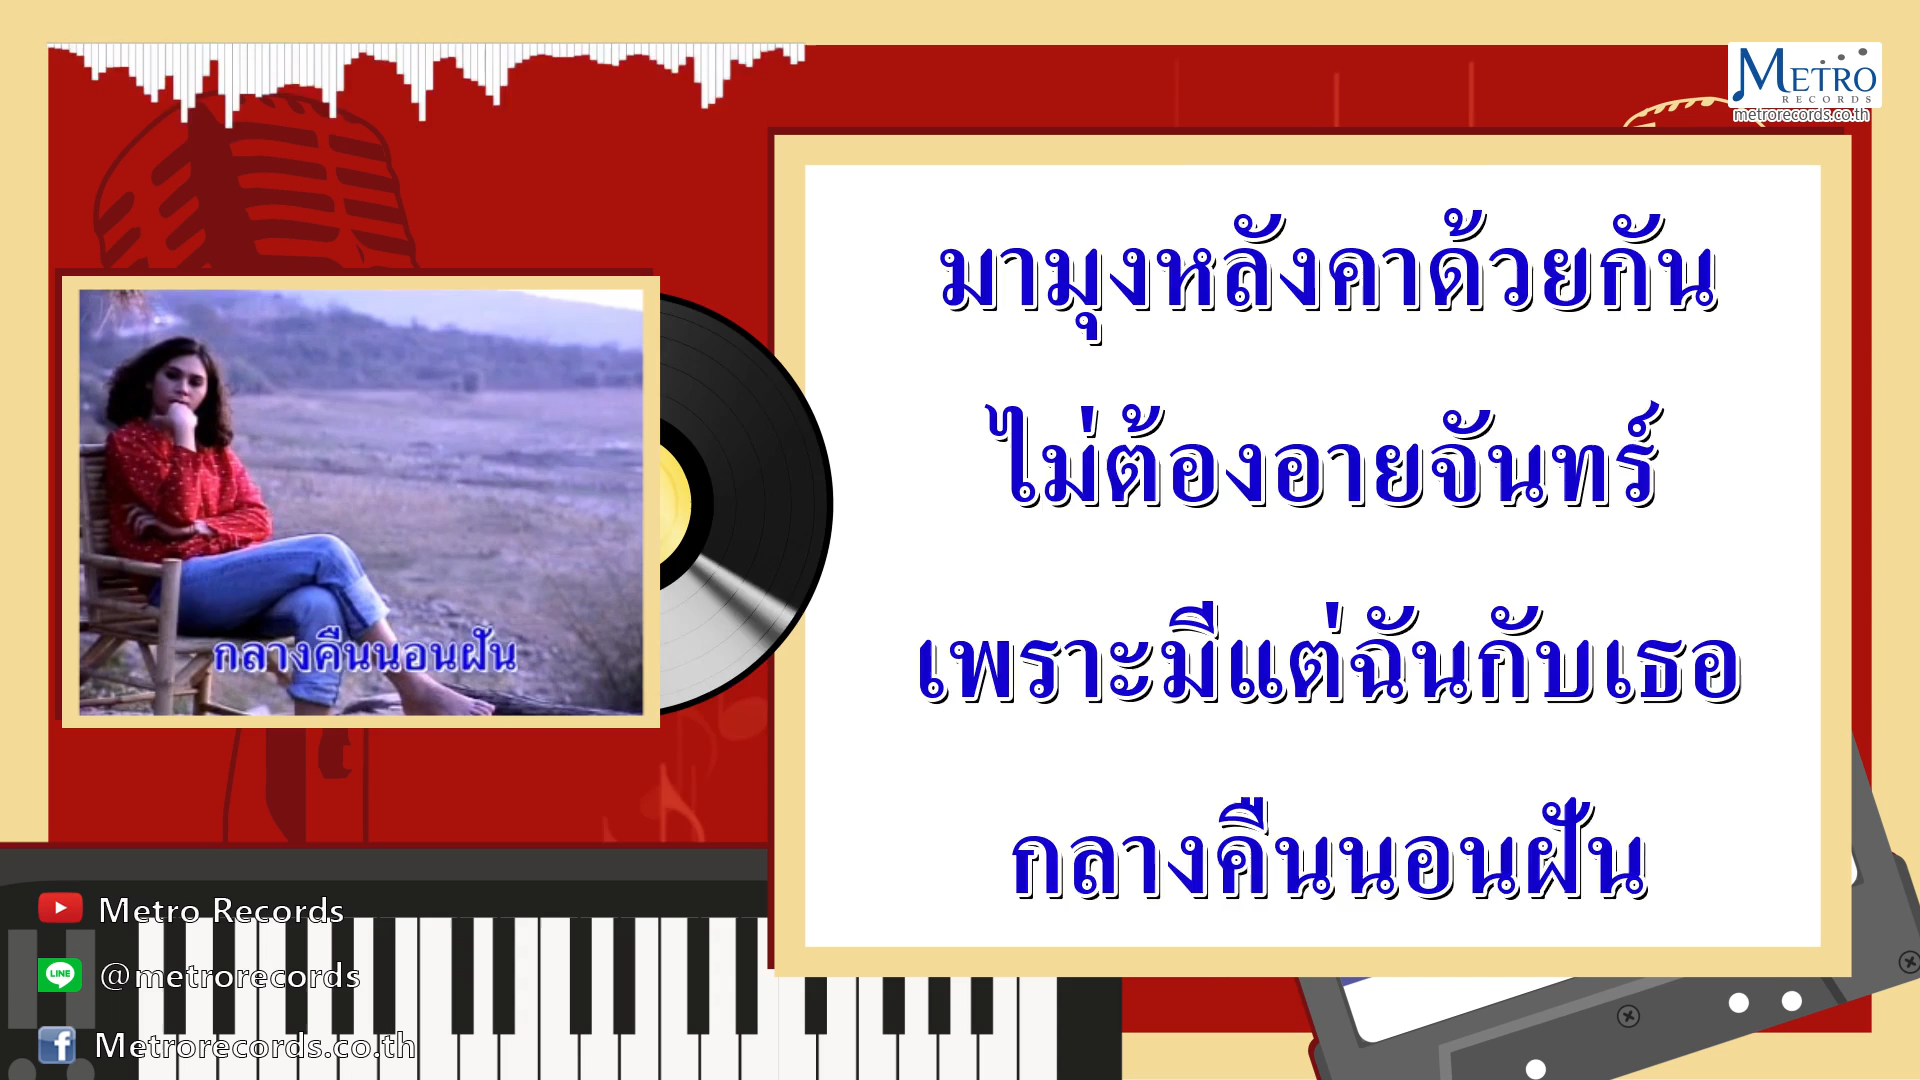 METRO
RECORDS
metrorecords.co.th
มามุงหลังคาด้วยกัน
ไม่ต้องอายจันทร์
เพราะมีแต่ฉันกับเธอ
กลางคืนนอนฝัน
กลางคืนนอนฝัน
Metro Records
LINE
@metrorecords
f
Metrorecords.co.th